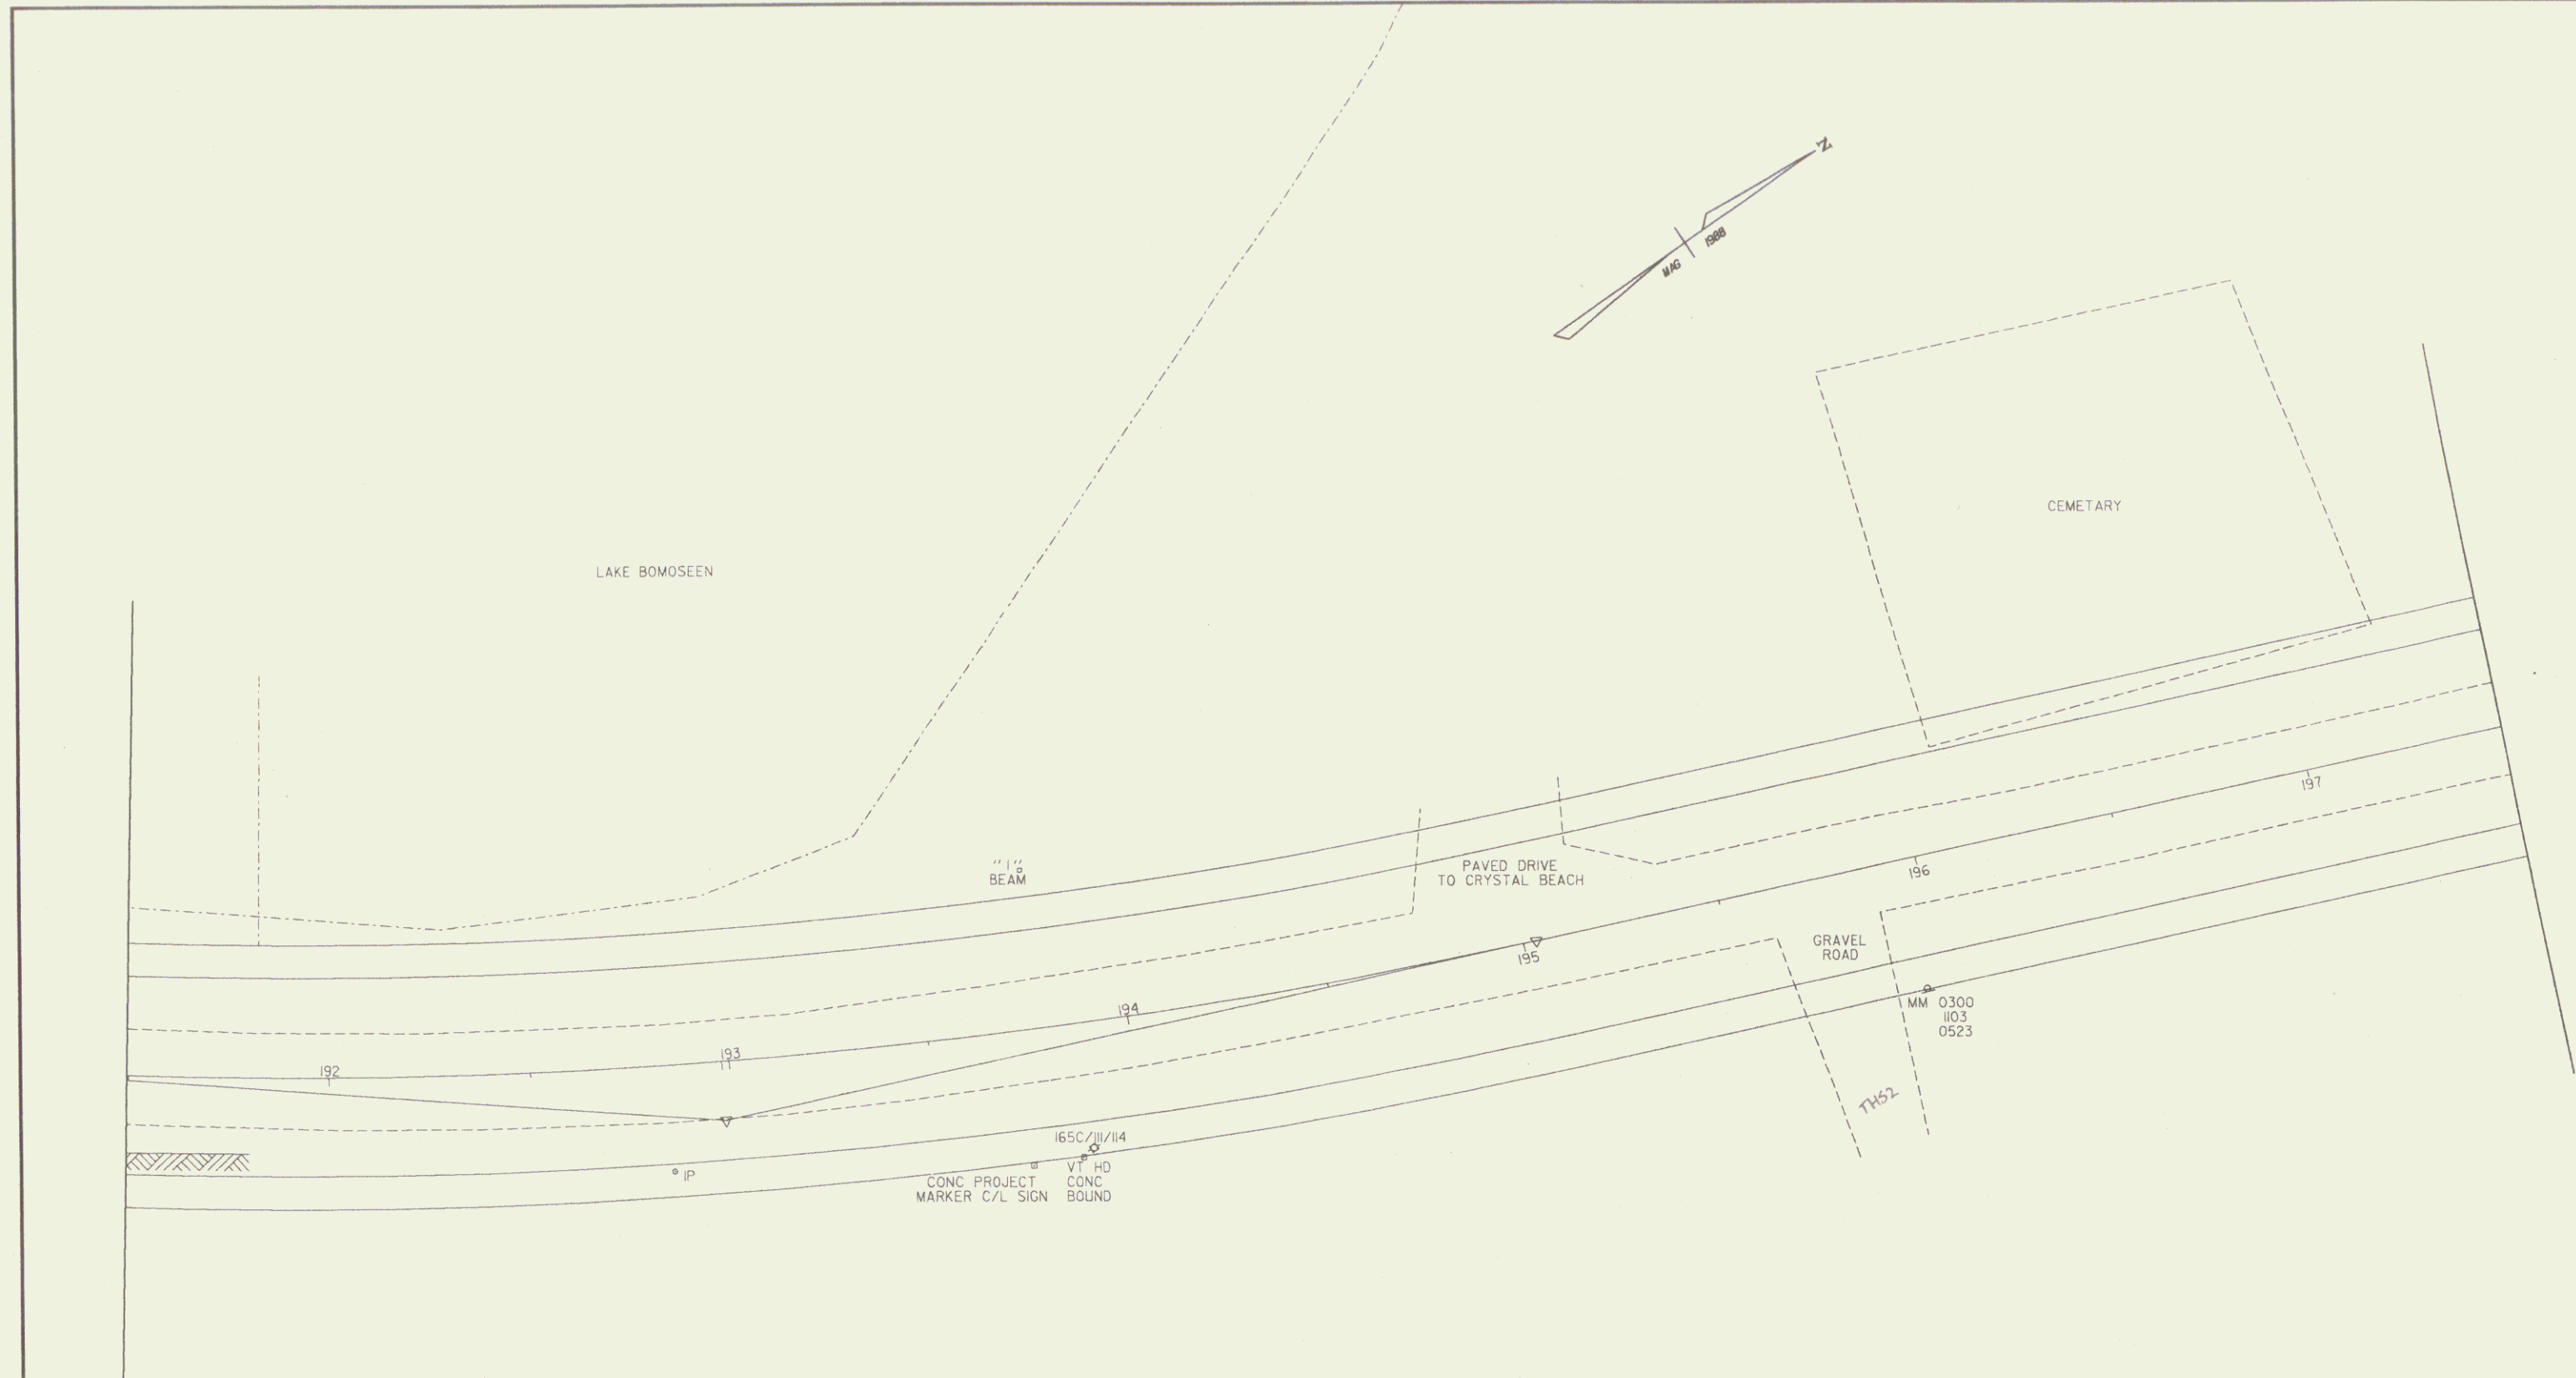 N
1988
MAG
CEMETARY
LAKE BOMOSEEN
"I"
BEAM
PAVED DRIVE
TO CRYSTAL BEACH
197
196
195
194
193
192
GRAVEL
ROAD
MM 0300
1103
0523
TH52
165C/111/114
IP
CONC PROJECT
MARKER C/L SIGN
VT HD
CONC
BOUND